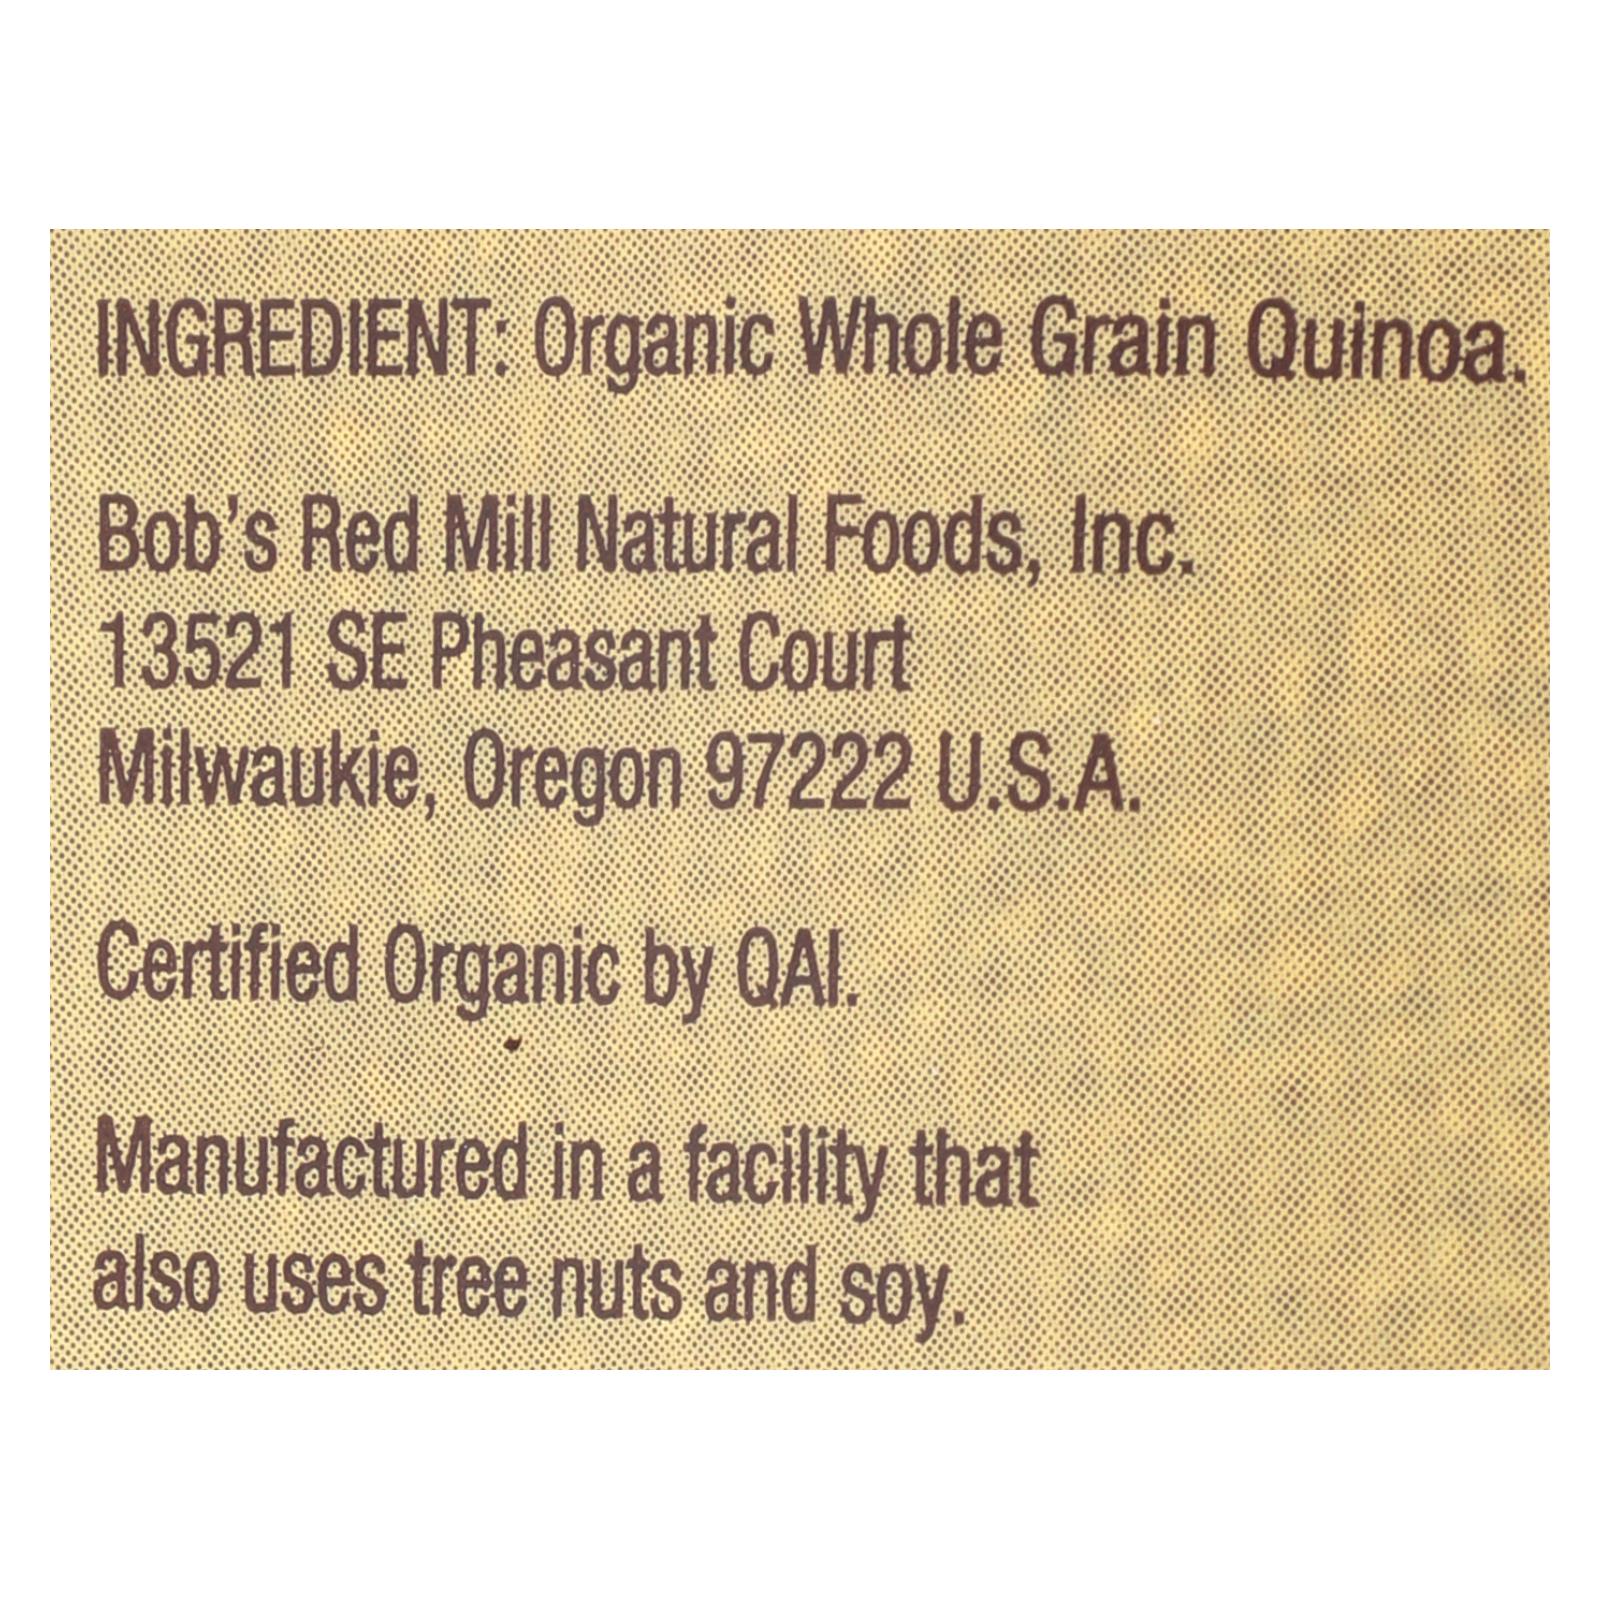 INGREDIENT: Organic Whole Grain Quinoa.
Bob's Red Mill Natural Foods, Inc.
13521 SE Pheasant Court
Milwaukie, Oregon 97222 U.S.A.
Certified Organic by QAI.
Manufactured in a facility that
also uses tree nuts and soy.